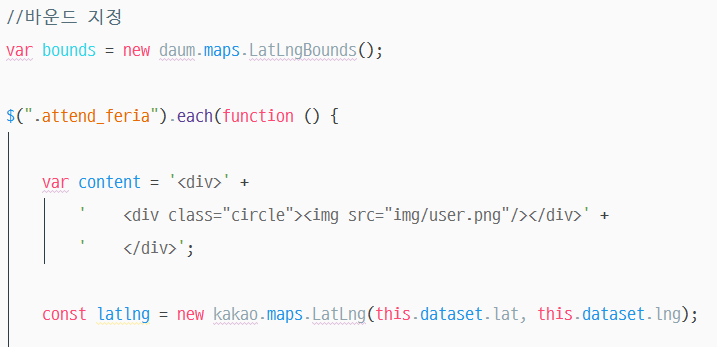 //바운드 지정
var bounds = new daum.maps.LatLngBounds();
$(".attend_feria").each(function () {
var content = '<div>' +
'    <div class="circle"><img src="img/user.png"/></div>' +
'    </div>';
const latlng = new kakao.maps.LatLng(this.dataset.lat, this.dataset.lng);